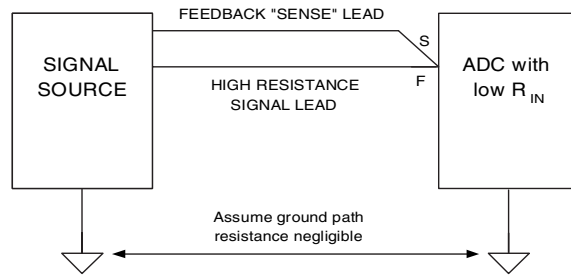 FEEDBACK "SENSE" LEAD
S
SIGNAL
SOURCE
ADC with
low R IN
F
HIGH RESISTANCE
SIGNAL LEAD
Assume ground path
resistance negligible